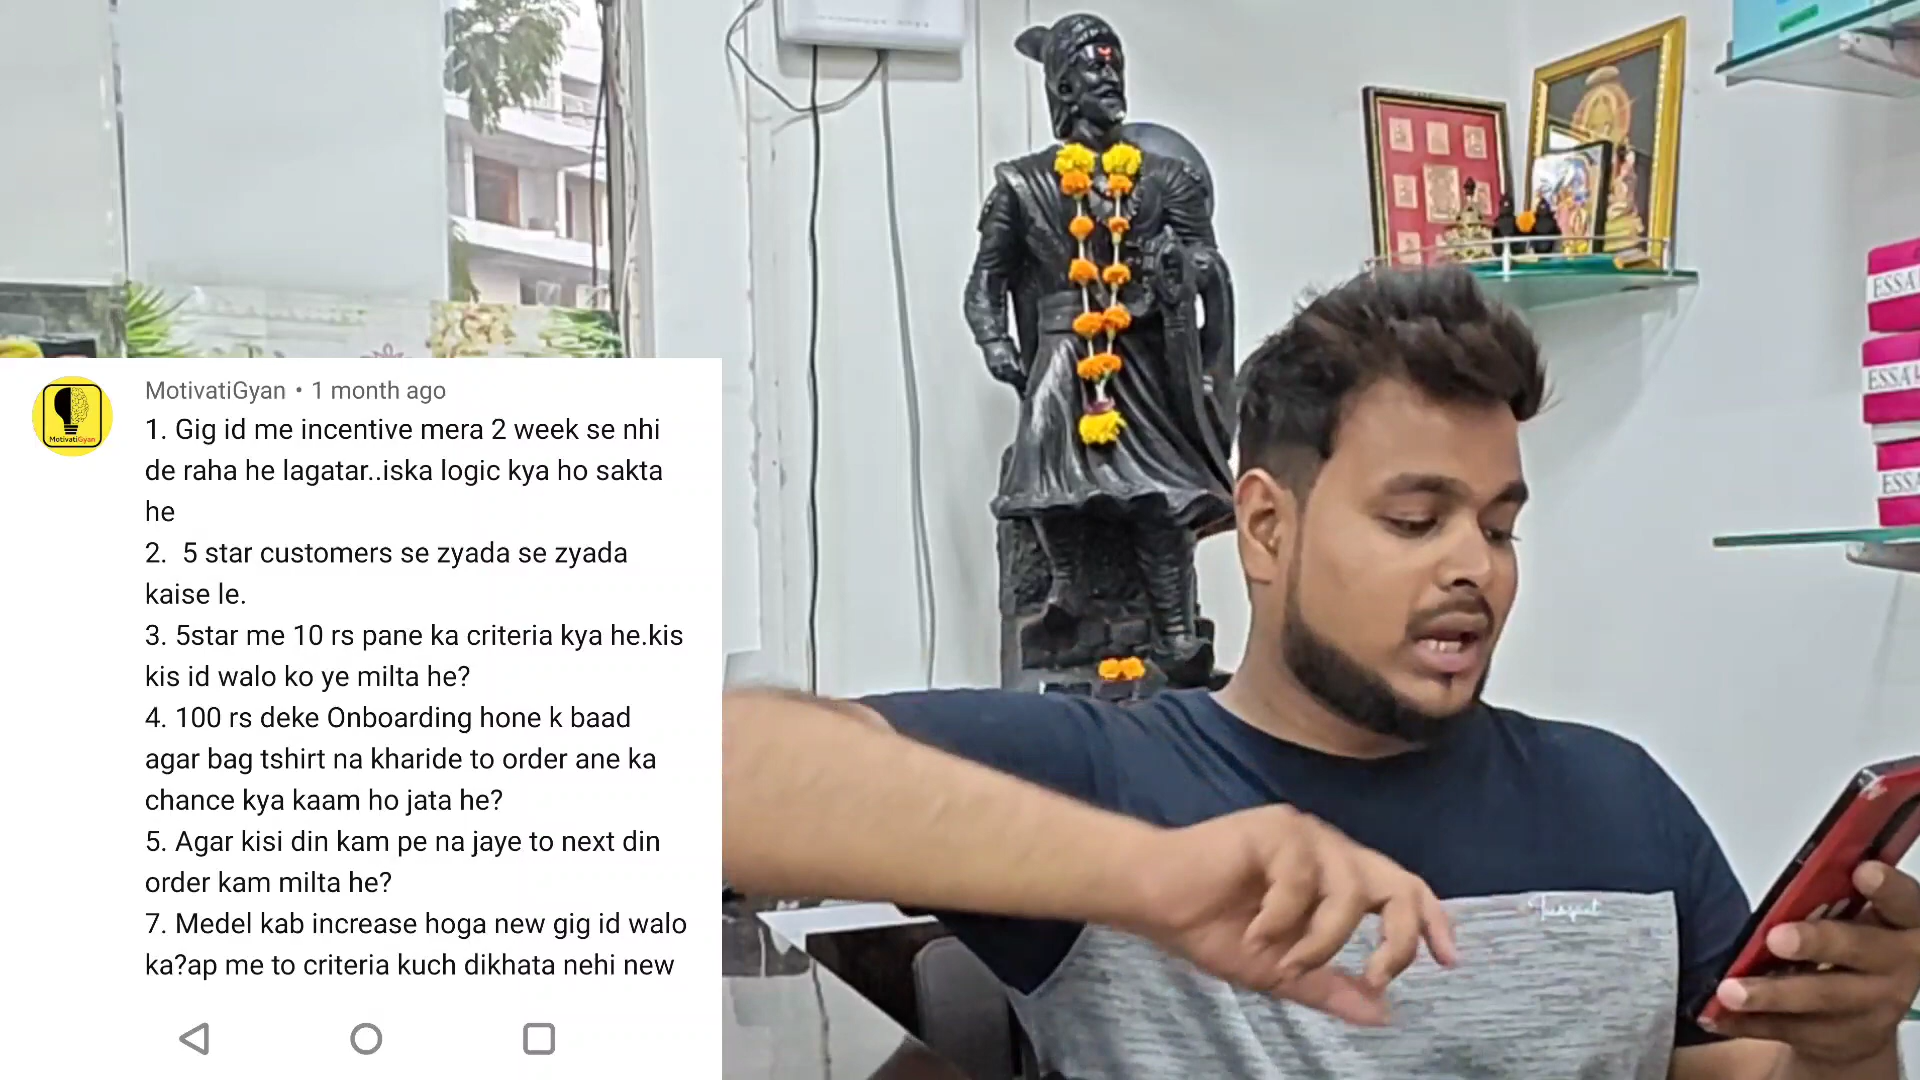 MotivatiGyan • 1 month ago
1. Gig id me incentive mera 2 week se nhi
de raha he lagatar..iska logic kya ho sakta
he
2.  5 star customers se zyada se zyada
kaise le.
3. 5star me 10 rs pane ka criteria kya he.kis
kis id walo ko ye milta he?
4. 100 rs deke Onboarding hone k baad
agar bag tshirt na kharide to order ane ka
chance kya kaam ho jata he?
5. Agar kisi din kam pe na jaye to next din
order kam milta he?
7. Medel kab increase hoga new gig id walo
ka?ap me to criteria kuch dikhata nehi new
MotivatiGyan
ESSA
ESSA
ESSA